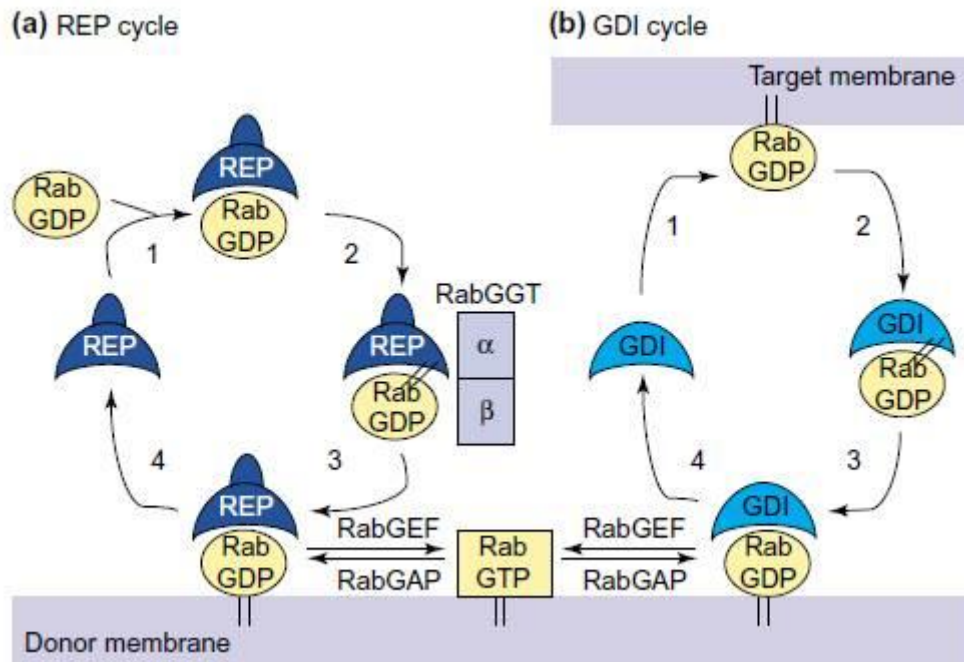 (a) REP cycle
(b) GDI cycle
Target membrane
REP
Rab
GDP
Rab
GDP
Rab
GDP
1
2
1
2
RabGGT
REP
REP
α
Rab
GDP
β
GDI
GDI
Rab
GDP
4
3
4
3
REP
Rab
GDP
RabGEF
RabGAP
Rab
GTP
RabGEF
RabGAP
GDI
Rab
GDP
Donor membrane